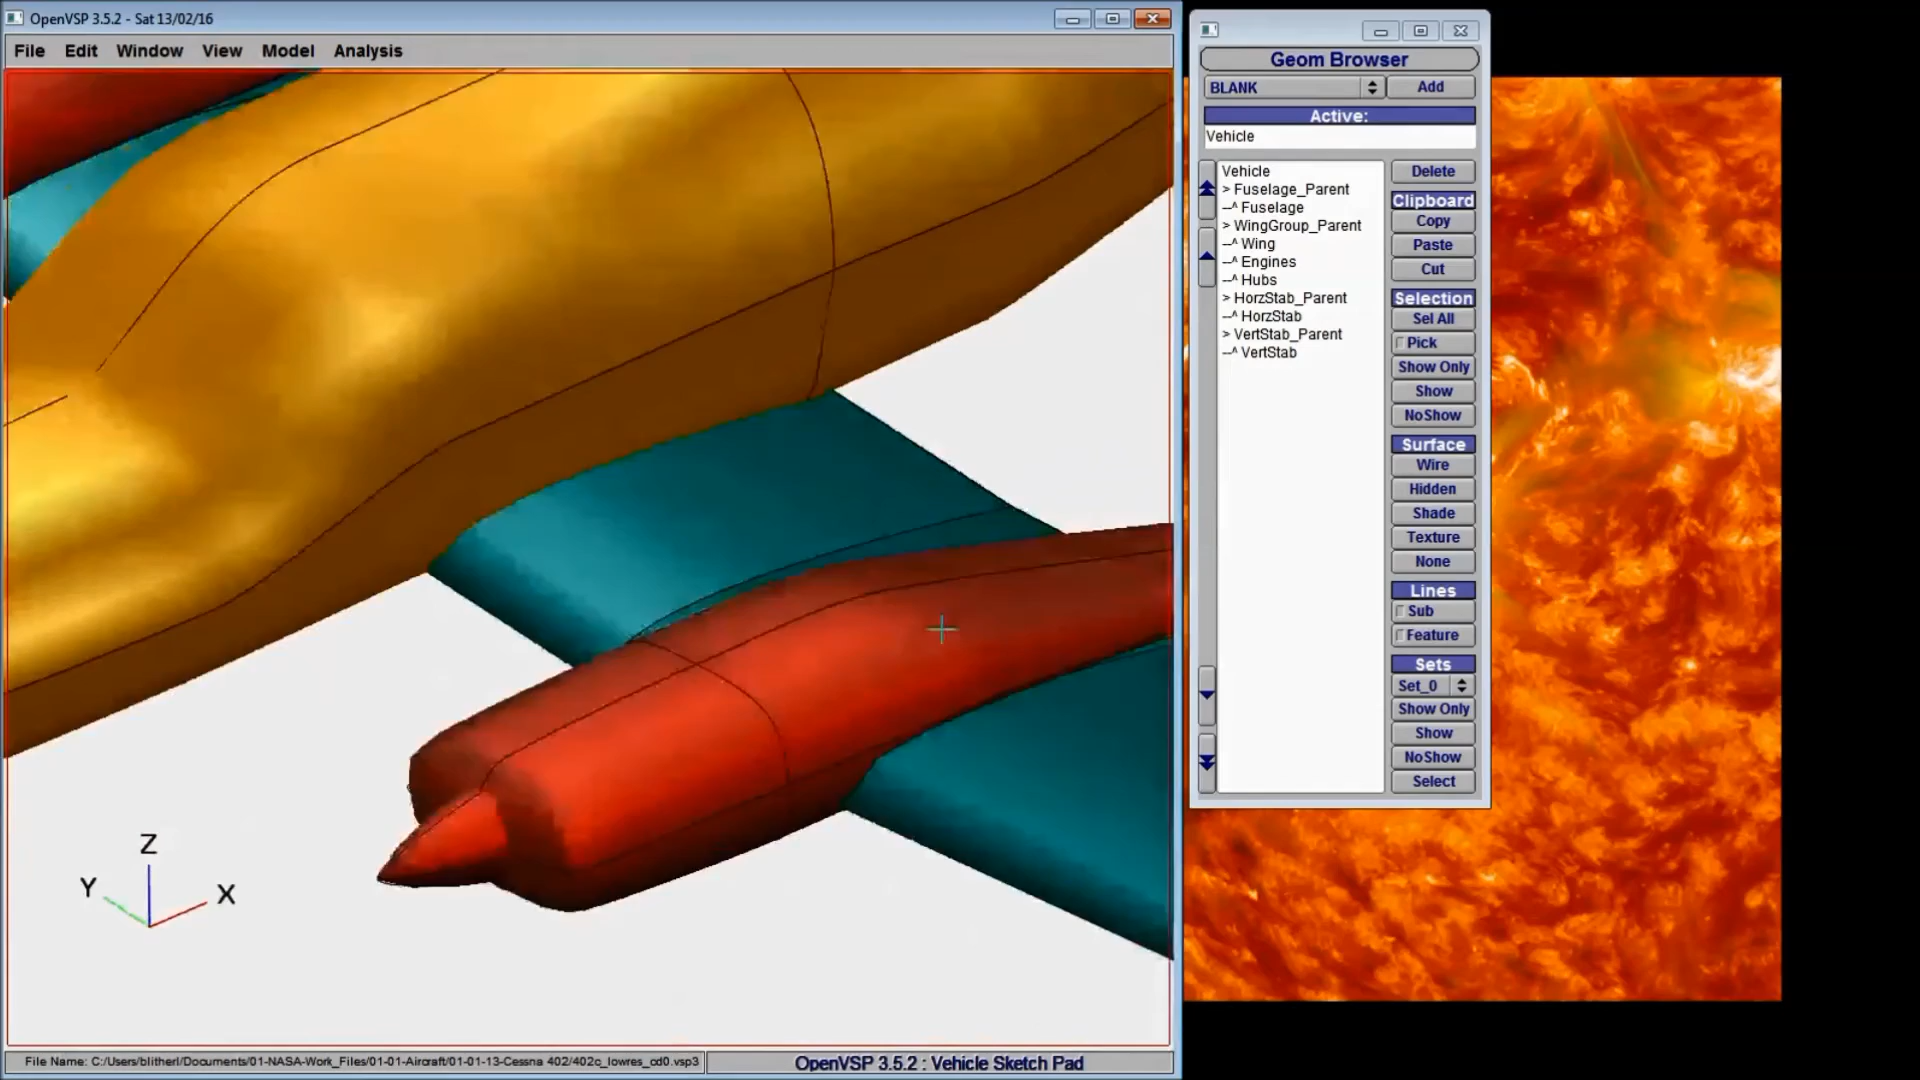 OpenVSP 3.5.2 - Sat 13/02/16
File Edit Window View Model Analysis
Z
Y
X
File Name: C:/Users/blitherl/Documents/01-NASA-Work_Files/01-01-Aircraft/01-01-13-Cessna 402/402c_lowres_cd0.vsp3
OpenVSP 3.5.2 : Vehicle Sketch Pad
Geom Browser
BLANK
Add
Active:
Vehicle
Vehicle
> Fuselage_Parent
--^ Fuselage
> WingGroup_Parent
--^ Wing
--^ Engines
--^ Hubs
> HorzStab_Parent
--^ HorzStab
> VertStab_Parent
--^ VertStab
Delete
Clipboard
Copy
Paste
Cut
Selection
Sel All
Pick
Show Only
Show
NoShow
Surface
Wire
Hidden
Shade
Texture
None
Lines
Sub
Feature
Sets
Set_0
Show Only
Show
NoShow
Select